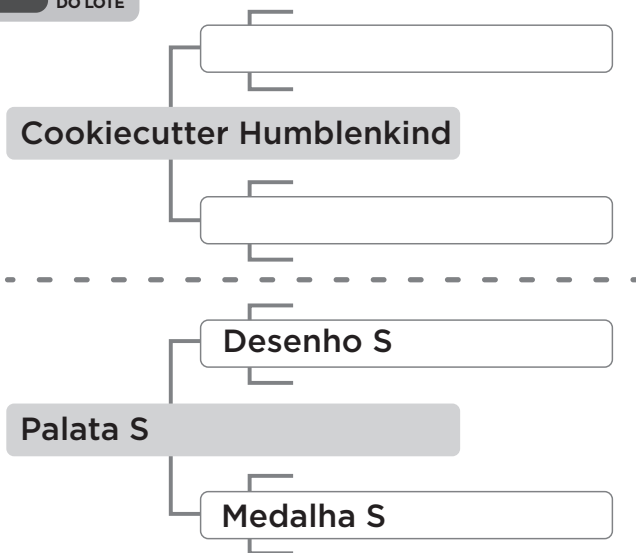 DO LOTE
Cookiecutter Humblenkind
Desenho S
Palata S
Medalha S